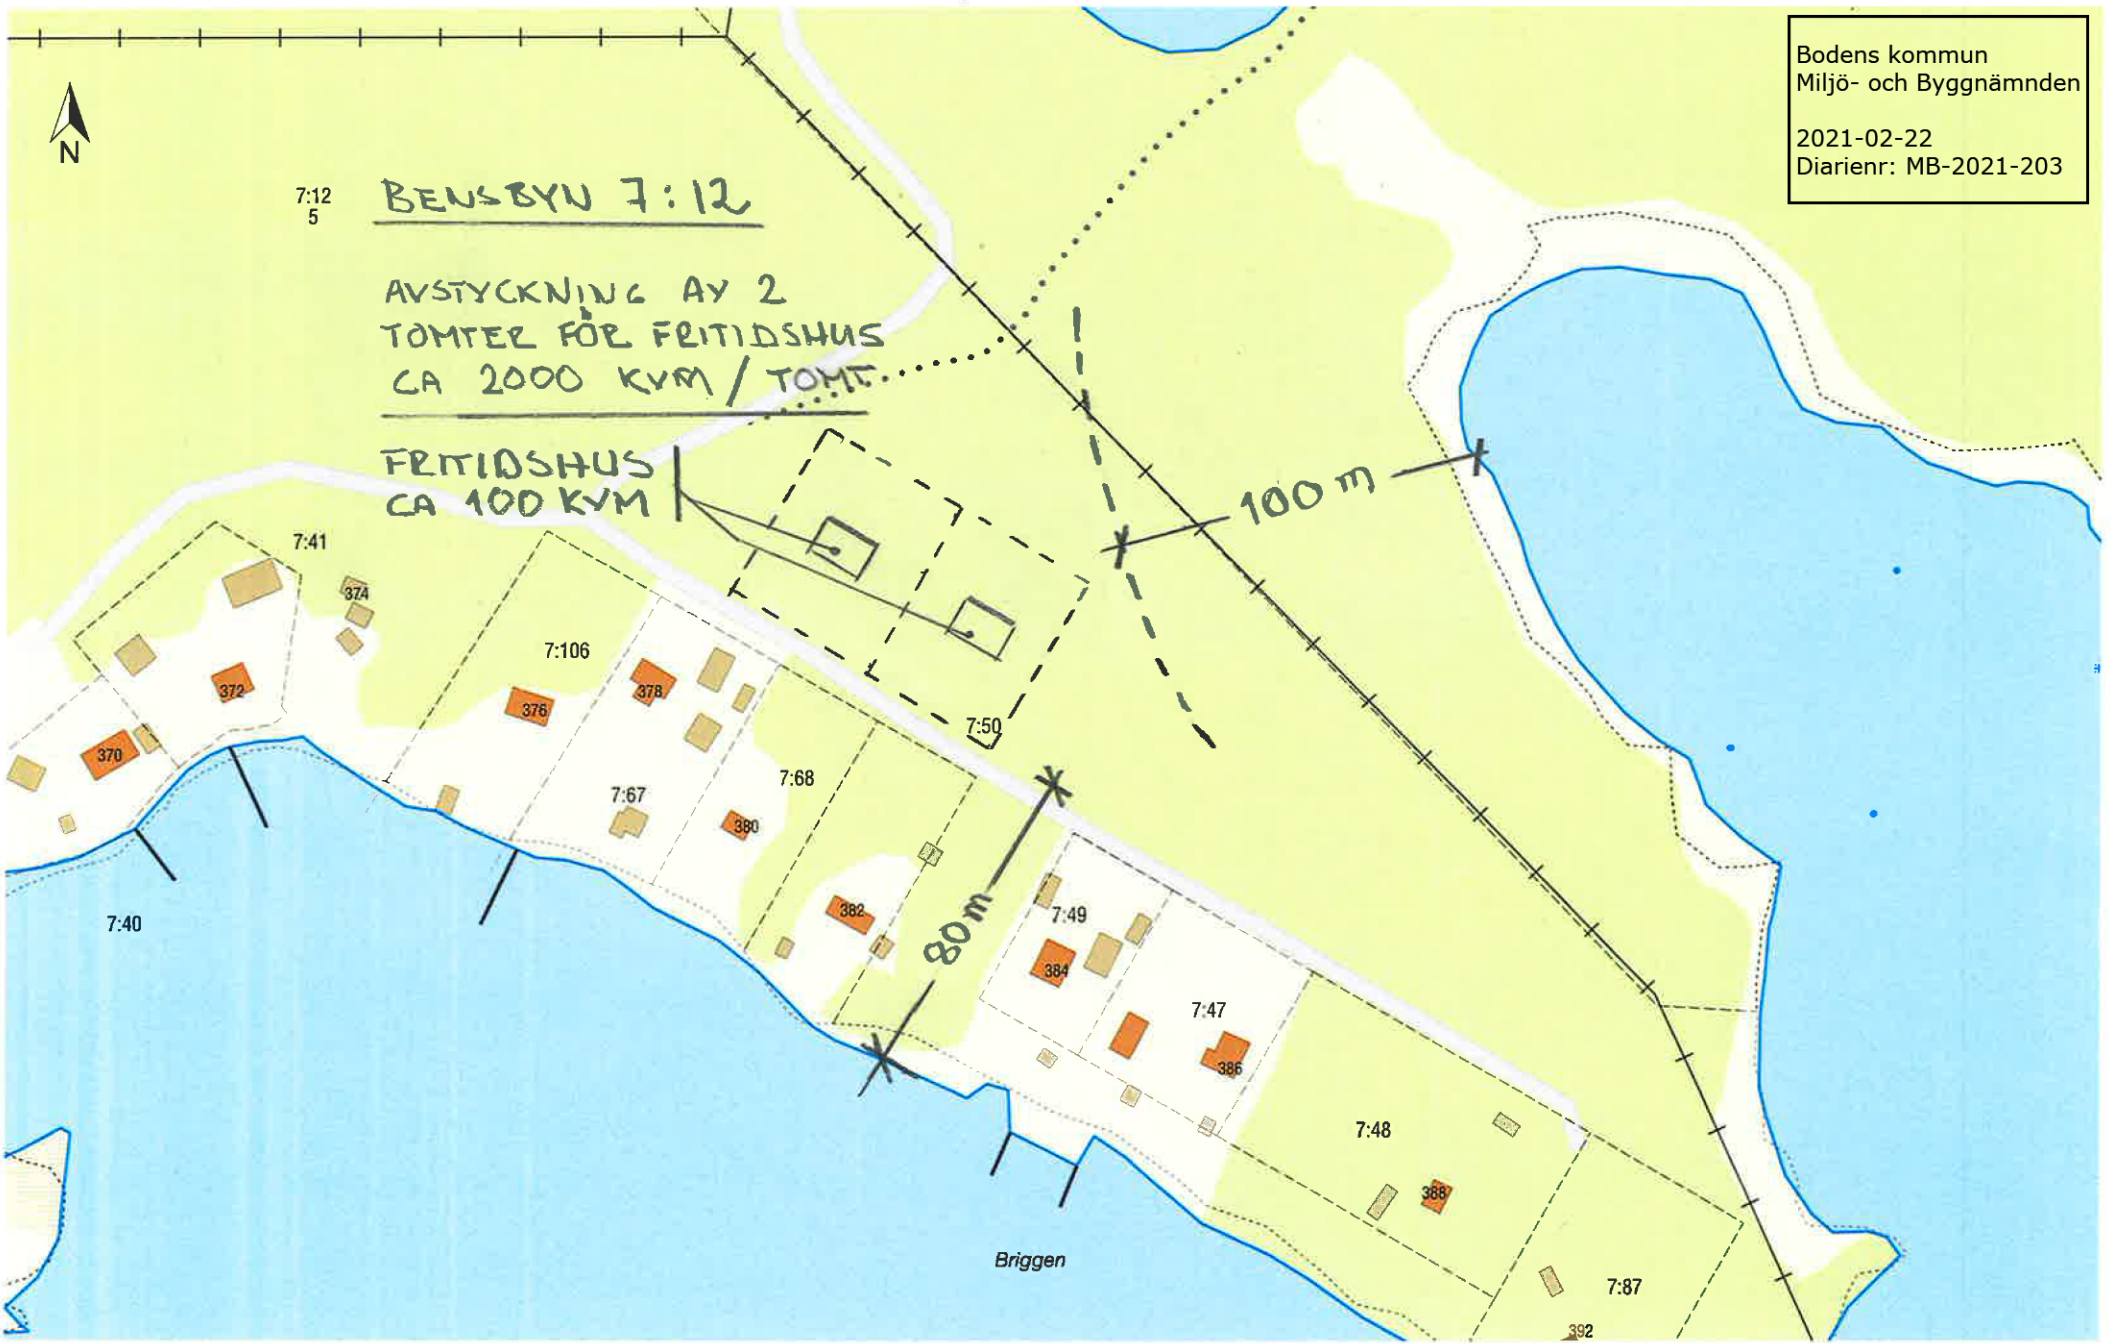 Bodens kommun
Miljö- och Byggnämnden
2021-02-22
Diarienr: MB-2021-203
N
7:12
5
BENSBYN 7:12
AVSTYCKNING AV 2
TOMTER FÖR FRITIDSHUS
CA 2000 KVM / TOMT
FRITIDSHUS
CA 100 KVM
100 m
7:41
374
7:106
372
378
376
7:50
370
7:68
7:67
380
7:40
382
80 m
7:49
384
7:47
386
7:48
388
Briggen
7:87
392